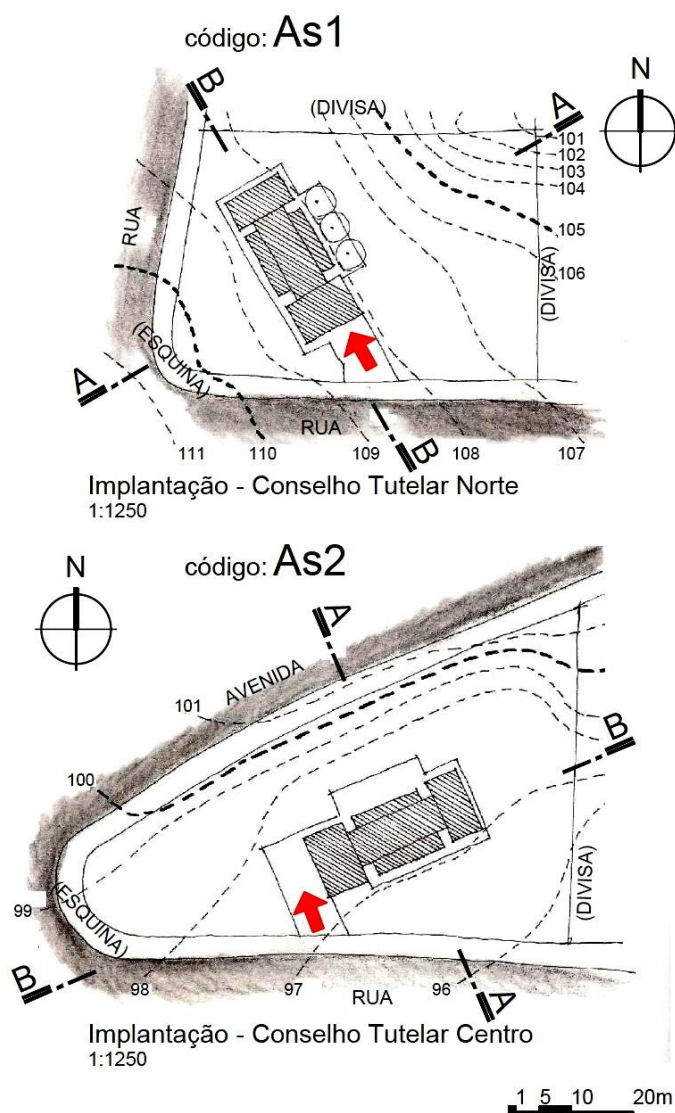 código: As1
B
(DIVISA)
A
N
101
102
103
104
105
106
RUA
(DIVISA)
(ESQUINA)
A
RUA
B
111
110
109
108
107
Implantação - Conselho Tutelar Norte
1:1250
código: As2
N
A
AVENIDA
101
B
100
(DIVISA)
99
(ESQUINA)
B
98
97
RUA
96
A
Implantação - Conselho Tutelar Centro
1:1250
1 5 10 20m